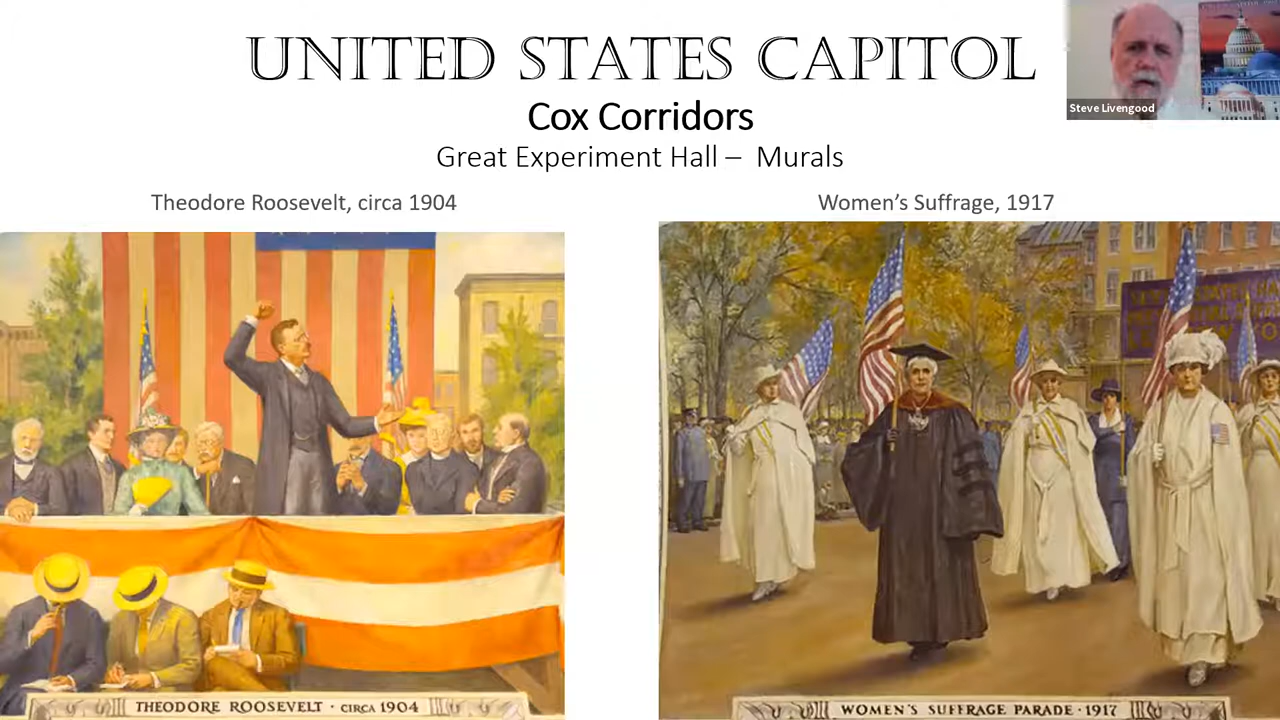 UNITED STATES CAPITOL
Cox Corridors
Great Experiment Hall – Murals
Steve Livengood
Theodore Roosevelt, circa 1904
Women's Suffrage, 1917
THEODORE ROOSEVELT · CIRCA 1904
WOMEN'S SUFFRAGE PARADE · 1917